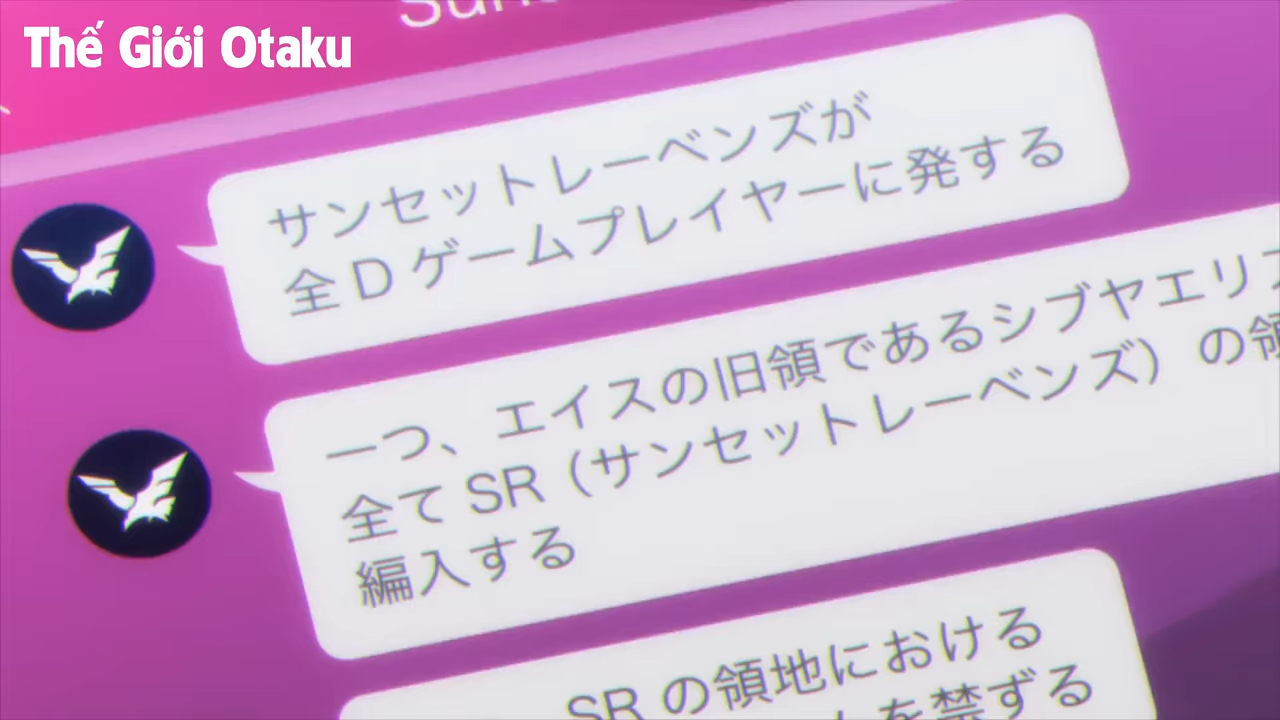 Thế Giới Otaku
サンセットレーベンズが
全Dゲームプレイヤーに発する
一つ、エイスの旧領であるシブヤエリ
全てSR（サンセットレーベンズ）の領
編入する
SRの領地における
を禁ずる